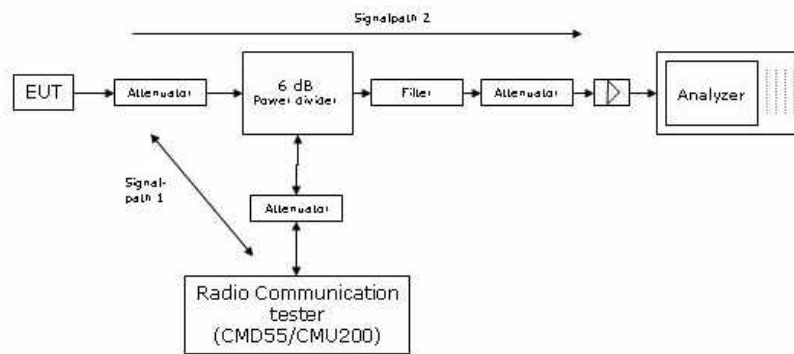 Signalpath 2
EUT
Attenuator
6 dB
Power divider
Filter
Attenuator
Analyzer
Signal-
path 1
Attenuator
Radio Communication
tester
(CMD55/CMU200)